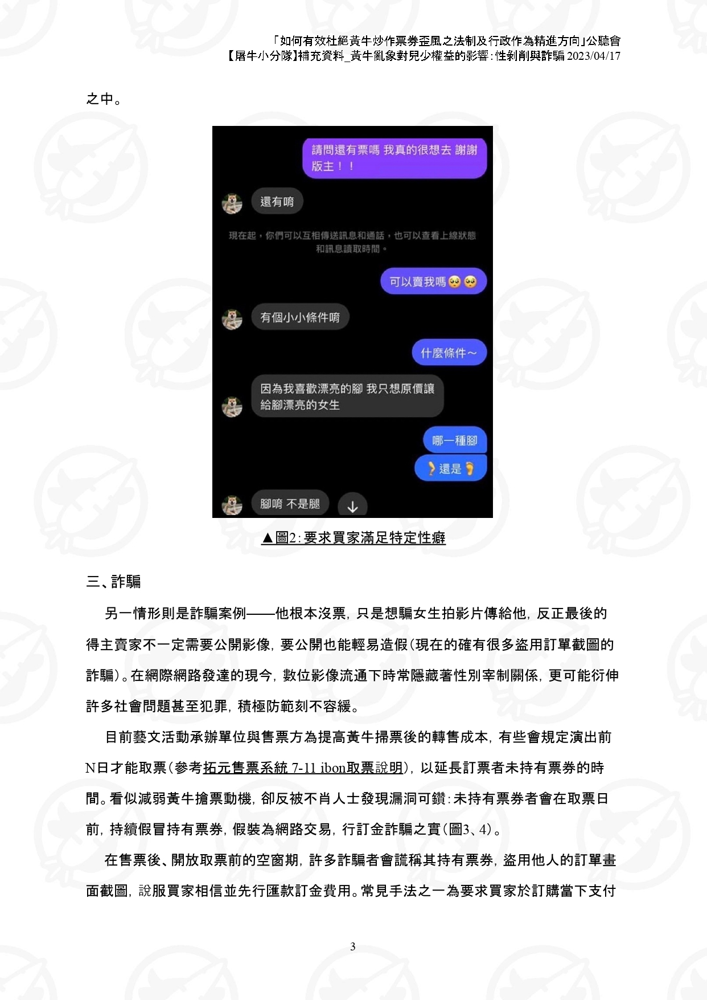 「如何有效杜絕黃牛炒作票券歪風之法制及行政作為精進方向」公聽會
【屠牛小分隊】補充資料_黃牛亂象對兒少權益的影響：性剝削與詐騙 2023/04/17
之中。
請問還有票嗎 我真的很想去 謝謝
版主！！
還有唷
現在起，你們可以互相傳送訊息和通話，也可以查看上線狀態
和訊息讀取時間。
可以賣我嗎🥺🥺
有個小小條件唷
什麼條件～
因為我喜歡漂亮的腳 我只想原價讓
給腳漂亮的女生
哪一種腳
🦵還是🦶
腳唷 不是腿
▲圖2：要求買家滿足特定性癖
三、詐騙
另一情形則是詐騙案例——他根本沒票，只是想騙女生拍影片傳給他，反正最後的
得主賣家不一定需要公開影像，要公開也能輕易造假（現在的確有很多盜用訂單截圖的
詐騙）。在網際網路發達的現今，數位影像流通下時常隱藏著性別宰制關係，更可能衍伸
許多社會問題甚至犯罪，積極防範刻不容緩。
目前藝文活動承辦單位與售票方為提高黃牛掃票後的轉售成本，有些會規定演出前
N日才能取票（參考拓元售票系統 7-11 ibon取票說明），以延長訂票者未持有票券的時
間。看似減弱黃牛搶票動機，卻反被不肖人士發現漏洞可鑽：未持有票券者會在取票日
前，持續假冒持有票券，假裝為網路交易，行訂金詐騙之實（圖3、4）。
在售票後、開放取票前的空窗期，許多詐騙者會謊稱其持有票券，盜用他人的訂單畫
面截圖，說服買家相信並先行匯款訂金費用。常見手法之一為要求買家於訂購當下支付
3